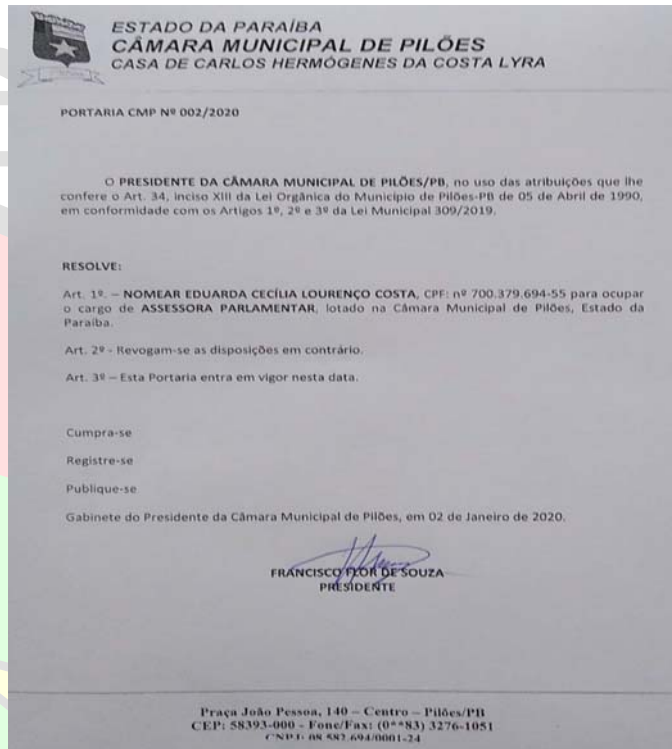 ESTADO DA PARAÍBA
CÂMARA MUNICIPAL DE PILÕES
CASA DE CARLOS HERMÓGENES DA COSTA LYRA
PORTARIA CMP Nº 002/2020
O PRESIDENTE DA CÂMARA MUNICIPAL DE PILÕES/PB, no uso das atribuições que lhe
confere o Art. 34, inciso XIII da Lei Orgânica do Município de Pilões-PB de 05 de Abril de 1990,
em conformidade com os Artigos 1º, 2º e 3º da Lei Municipal 309/2019.
RESOLVE:
Art. 1º. – NOMEAR EDUARDA CECÍLIA LOURENÇO COSTA, CPF: nº 700.379.694-55 para ocupar
o cargo de ASSESSORA PARLAMENTAR, lotado na Câmara Municipal de Pilões, Estado da
Paraíba.
Art. 2º - Revogam-se as disposições em contrário.
Art. 3º – Esta Portaria entra em vigor nesta data.
Cumpra-se
Registre-se
Publique-se
Gabinete do Presidente da Câmara Municipal de Pilões, em 02 de Janeiro de 2020.
FRANCISCO FLOR DE SOUZA
PRESIDENTE
Praça João Pessoa, 140 – Centro – Pilões/PB
CEP: 58393-000 - Fone/Fax: (0**83) 3276-1051
CNPJ: 08.582.694/0001-24